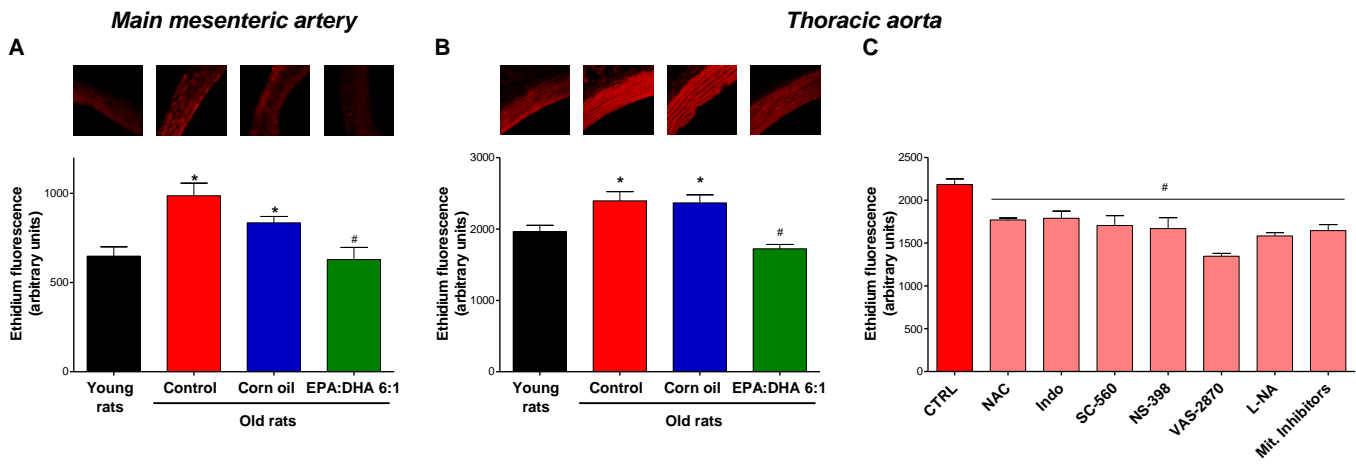 Main mesenteric artery
Thoracic aorta
A
B
C
Ethidium fluorescence
(arbitrary units)
1000
500
0
*
*
#
Young
rats
Control
Corn oil
EPA:DHA 6:1
Old rats
Ethidium fluorescence
(arbitrary units)
3000
2000
1000
0
*
*
#
Young
rats
Control
Corn oil
EPA:DHA 6:1
Old rats
Ethidium fluorescence
(arbitrary units)
2500
2000
1500
1000
500
0
#
CTRL
NAC
Indo
SC-560
NS-398
VAS-2870
L-NA
Mit. Inhibitors